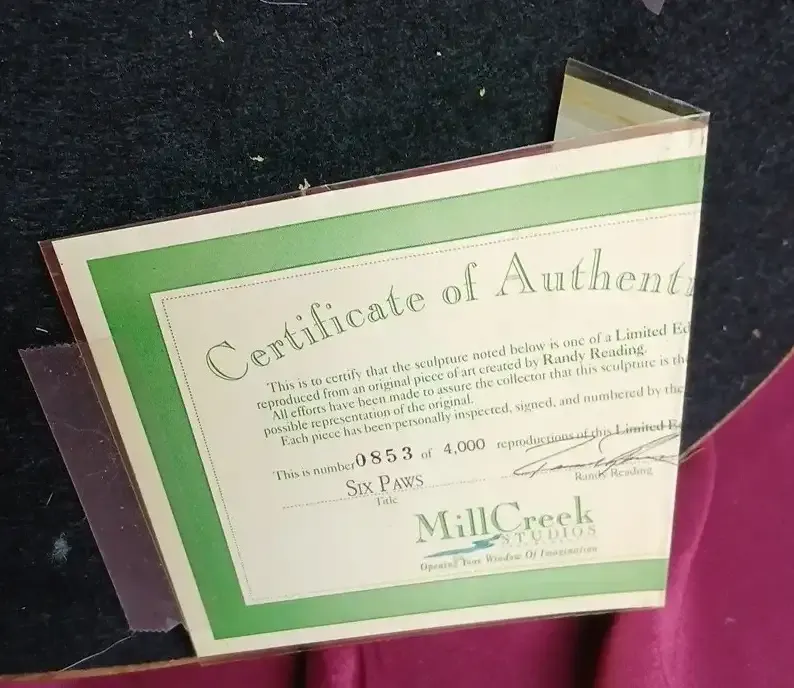 Certificate of Authenti
This is to certify that the sculpture noted below is one of a Limited Ed
reproduced from an original piece of art created by Randy Reading.
All efforts have been made to assure the collector that this sculpture is th
possible representation of the original.
Each piece has been personally inspected, signed, and numbered by the
This is number 0853 of 4,000 reproductions of this Limited Ed
SIX PAWS
Title
Randy Reading
MillCreek
STUDIOS
Opening Your Window Of Imagination